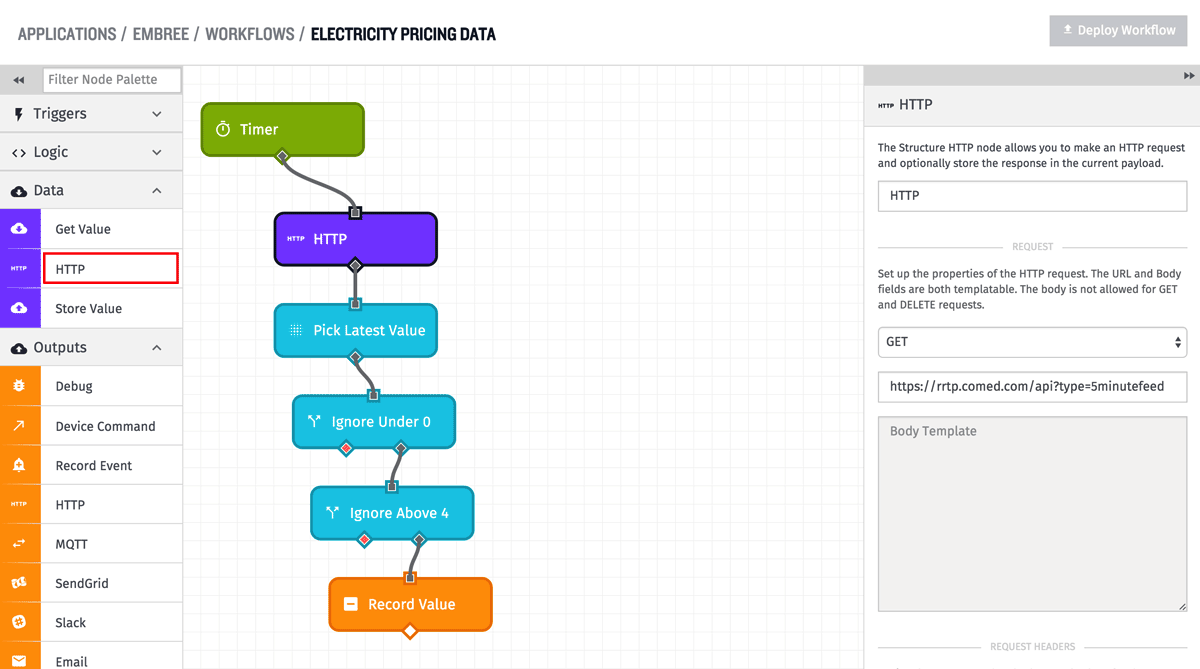 APPLICATIONS / EMBREE / WORKFLOWS / ELECTRICITY PRICING DATA
Deploy Workflow
Filter Node Palette
Triggers
Logic
Data
Get Value
HTTP HTTP
Store Value
Outputs
Debug
Device Command
Record Event
HTTP HTTP
MQTT
SendGrid
Slack
Email
Timer
HTTP HTTP
Pick Latest Value
Ignore Under 0
Ignore Above 4
Record Value
HTTP HTTP
The Structure HTTP node allows you to make an HTTP request
and optionally store the response in the current payload.
HTTP
REQUEST
Set up the properties of the HTTP request. The URL and Body
fields are both templatable. The body is not allowed for GET
and DELETE requests.
GET
https://rrtp.comed.com/api?type=5minutefeed
Body Template
REQUEST HEADERS